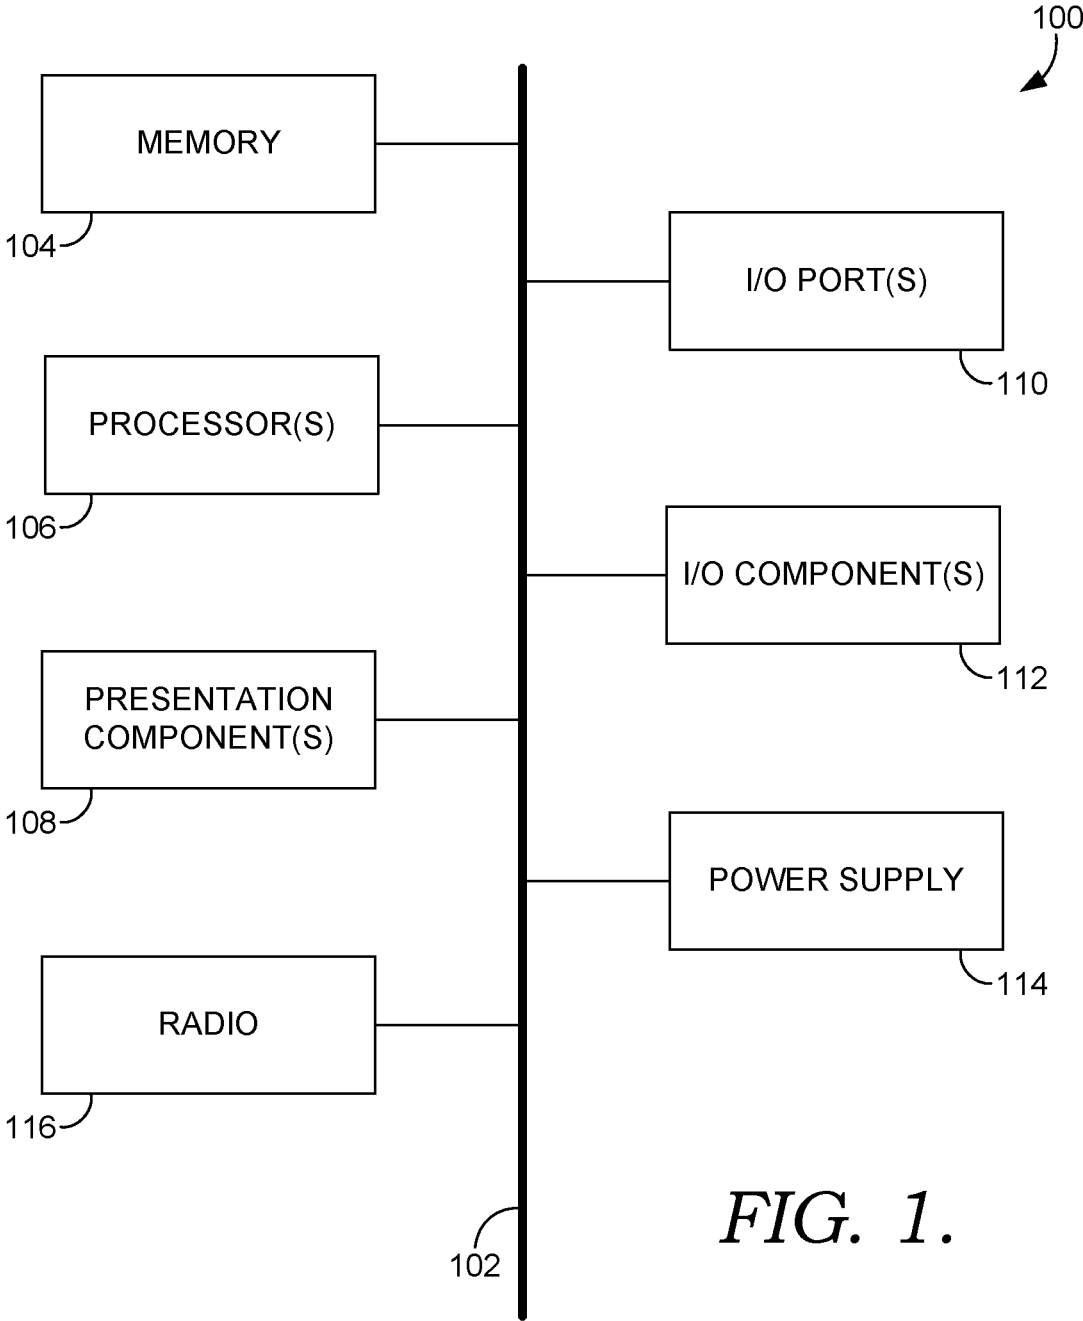 100
MEMORY
104
I/O PORT(S)
110
PROCESSOR(S)
106
I/O COMPONENT(S)
112
PRESENTATION
COMPONENT(S)
108
POWER SUPPLY
114
RADIO
116
102
FIG. 1.